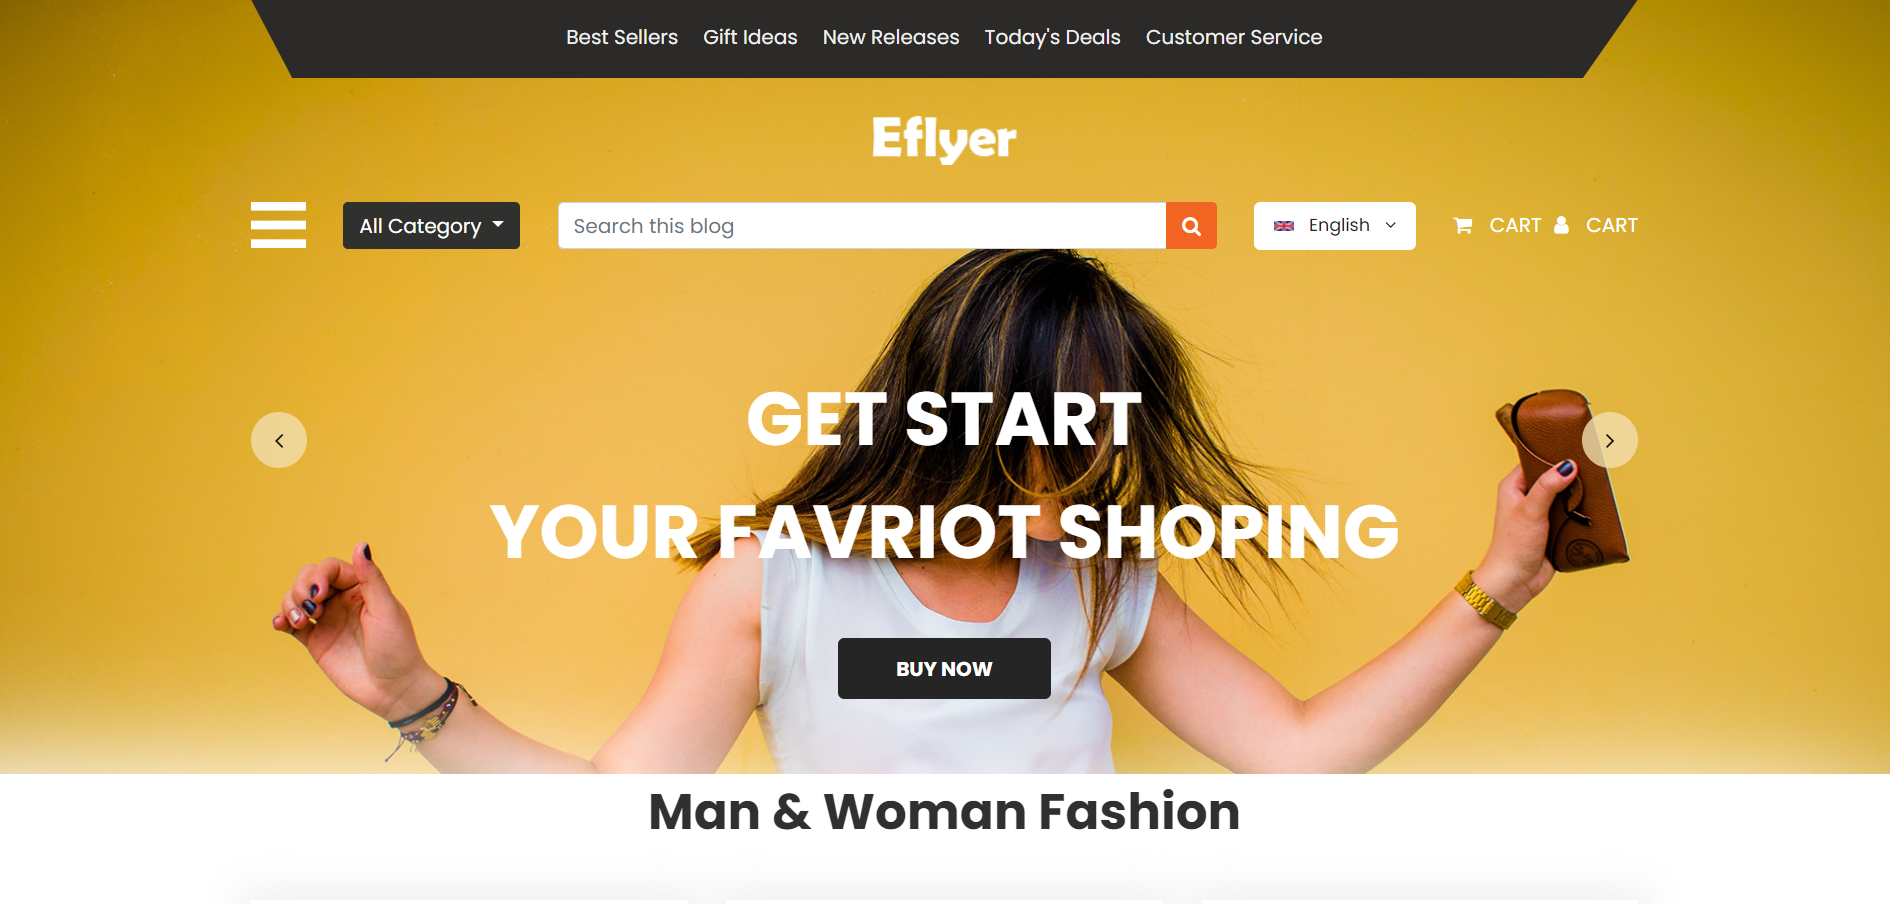 Best Sellers Gift Ideas New Releases Today's Deals Customer Service
Eflyer
All Category Search this blog English CART CART
GET START
YOUR FAVRIOT SHOPING
BUY NOW
Man & Woman Fashion